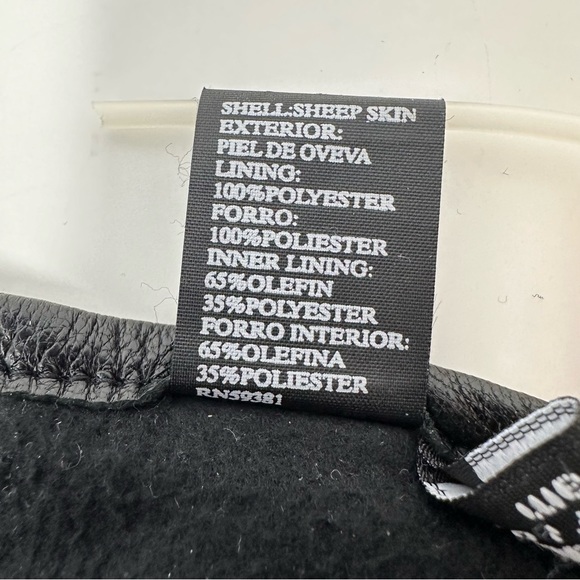 SHELL:SHEEP SKIN
EXTERIOR:
PIEL DE OVEVA
LINING:
100%POLYESTER
FORRO:
100%POLIESTER
INNER LINING:
65%OLEFIN
35%POLYESTER
FORRO INTERIOR:
65%OLEFINA
35%POLIESTER
RN59381